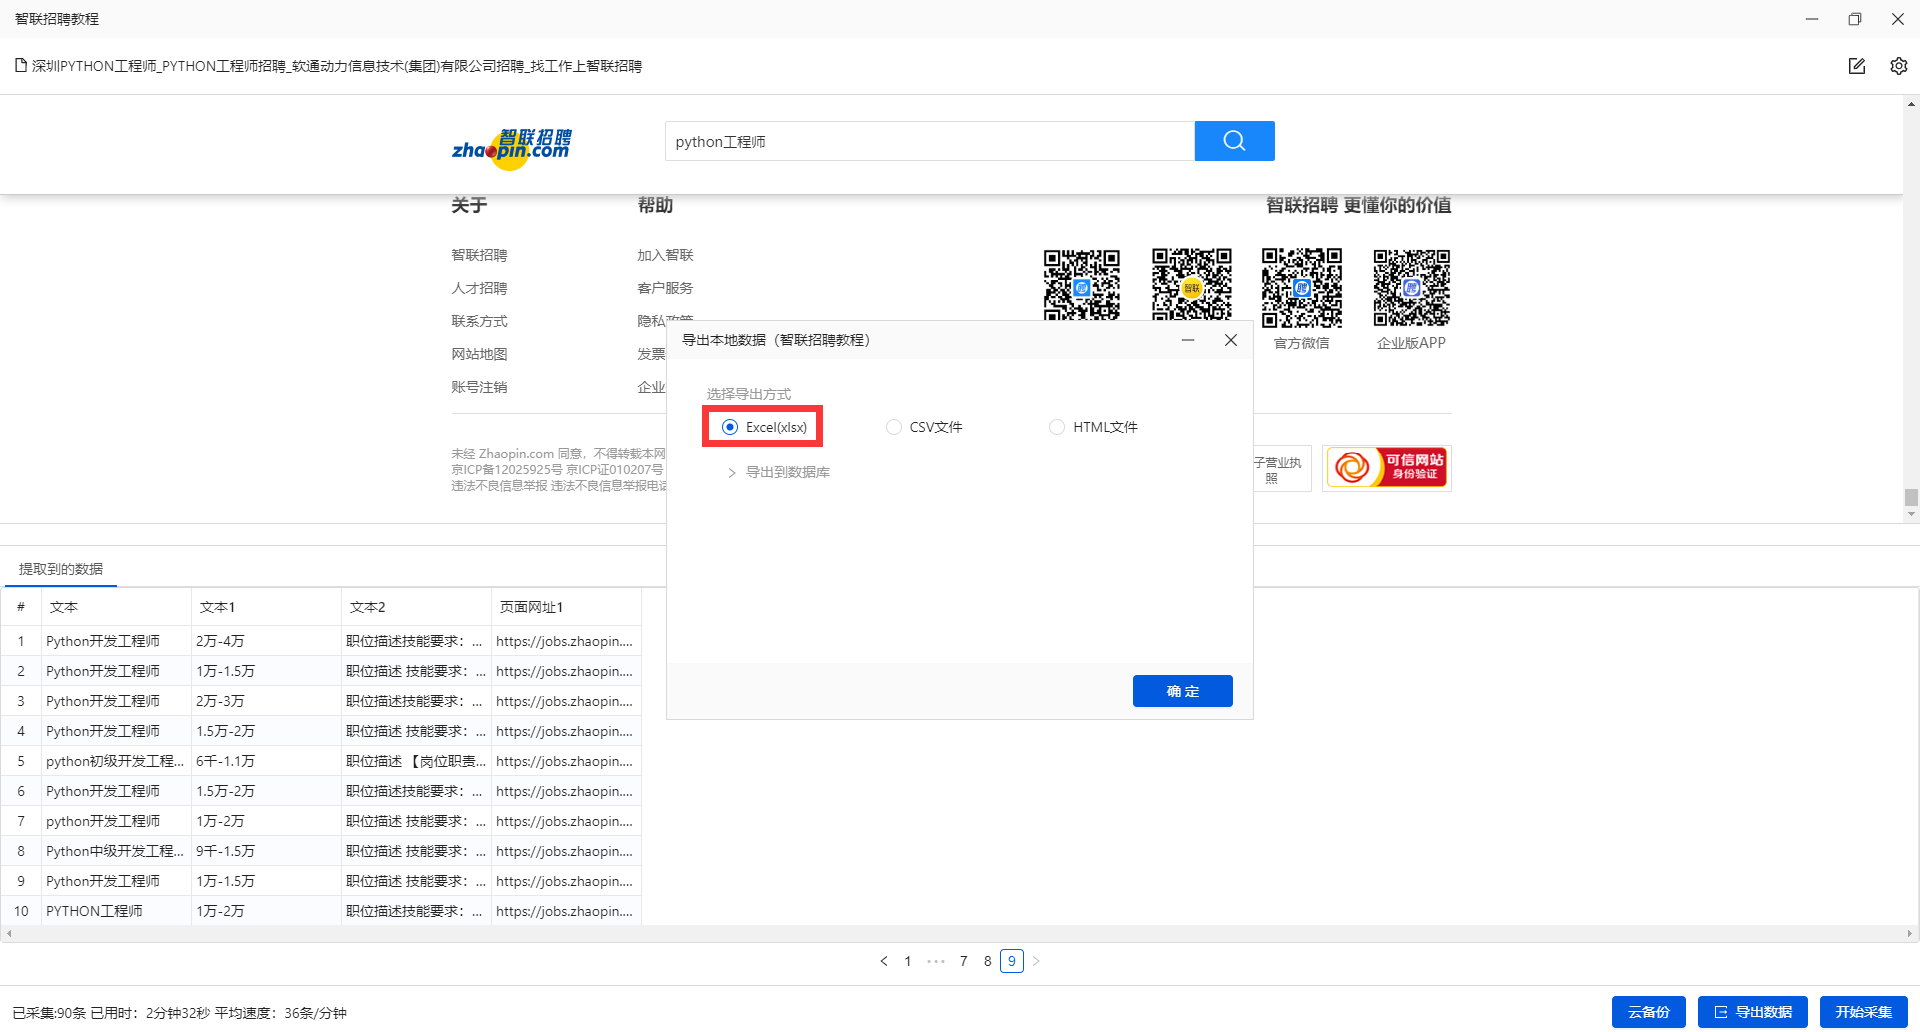 智联招聘教程
深圳PYTHON工程师_PYTHON工程师招聘_软通动力信息技术(集团)有限公司招聘_找工作上智联招聘
智联招聘
zhaopin.com
python工程师
关于
帮助
智联招聘 更懂你的价值
智联招聘
加入智联
人才招聘
客户服务
智联
联系方式
隐私政策
官方微信
企业版APP
网站地图
发票
账号注销
企业
未经 Zhaopin.com 同意，不得转载本网
京ICP备12025925号 京ICP证010207号
违法不良信息举报 违法不良信息举报电话
子营业执
照
可信网站
身份验证
导出本地数据（智联招聘教程）
选择导出方式
Excel(xlsx)
CSV文件
HTML文件
导出到数据库
确 定
提取到的数据
# 文本 文本1 文本2 页面网址1
1 Python开发工程师 2万-4万 职位描述技能要求：... https://jobs.zhaopin....
2 Python开发工程师 1万-1.5万 职位描述 技能要求：... https://jobs.zhaopin....
3 Python开发工程师 2万-3万 职位描述技能要求：... https://jobs.zhaopin....
4 Python开发工程师 1.5万-2万 职位描述 技能要求：... https://jobs.zhaopin....
5 python初级开发工程... 6千-1.1万 职位描述 【岗位职责... https://jobs.zhaopin....
6 Python开发工程师 1.5万-2万 职位描述技能要求：... https://jobs.zhaopin....
7 python开发工程师 1万-2万 职位描述 技能要求：... https://jobs.zhaopin....
8 Python中级开发工程... 9千-1.5万 职位描述 技能要求：... https://jobs.zhaopin....
9 Python开发工程师 1万-1.5万 职位描述 技能要求：... https://jobs.zhaopin....
10 PYTHON工程师 1万-2万 职位描述技能要求：... https://jobs.zhaopin....
< 1 ••• 7 8 9 >
已采集:90条 已用时：2分钟32秒 平均速度：36条/分钟
云备份
导出数据
开始采集